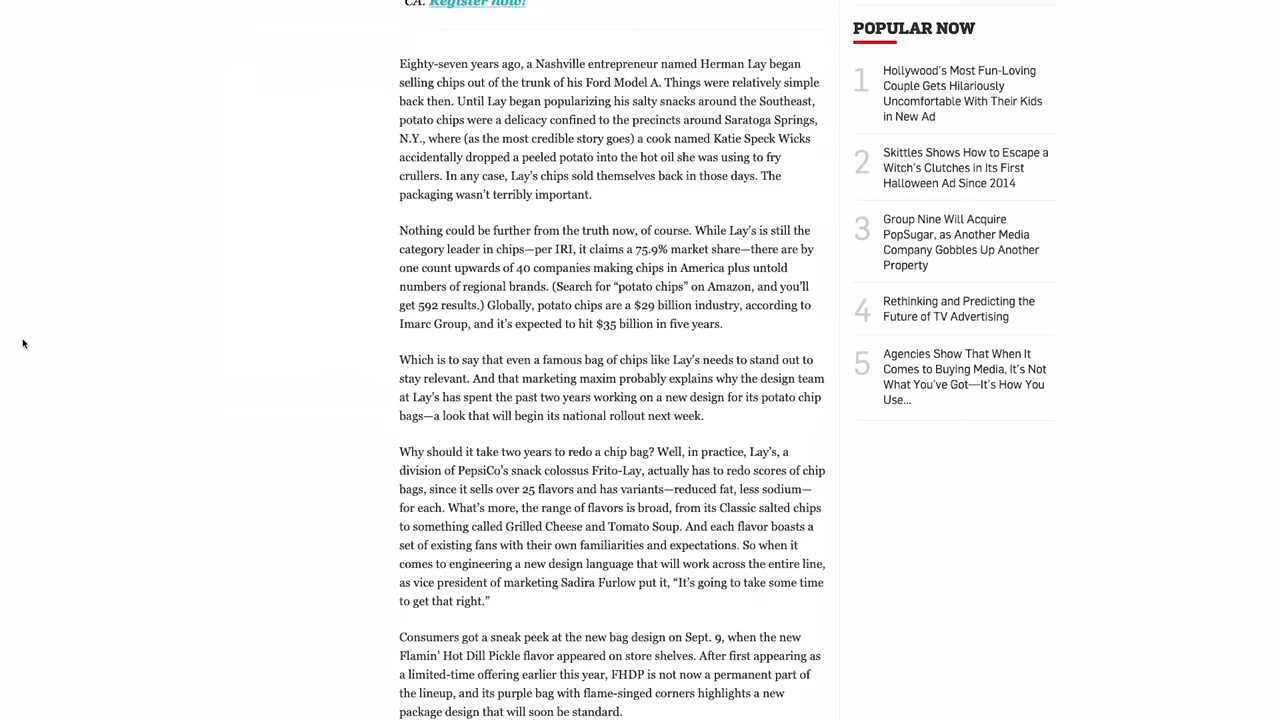 CA. Register now!
Eighty-seven years ago, a Nashville entrepreneur named Herman Lay began
selling chips out of the trunk of his Ford Model A. Things were relatively simple
back then. Until Lay began popularizing his salty snacks around the Southeast,
potato chips were a delicacy confined to the precincts around Saratoga Springs,
N.Y., where (as the most credible story goes) a cook named Katie Speck Wicks
accidentally dropped a peeled potato into the hot oil she was using to fry
crullers. In any case, Lay's chips sold themselves back in those days. The
packaging wasn't terribly important.
Nothing could be further from the truth now, of course. While Lay's is still the
category leader in chips—per IRI, it claims a 75.9% market share—there are by
one count upwards of 40 companies making chips in America plus untold
numbers of regional brands. (Search for “potato chips” on Amazon, and you'll
get 592 results.) Globally, potato chips are a $29 billion industry, according to
Imarc Group, and it's expected to hit $35 billion in five years.
Which is to say that even a famous bag of chips like Lay's needs to stand out to
stay relevant. And that marketing maxim probably explains why the design team
at Lay's has spent the past two years working on a new design for its potato chip
bags—a look that will begin its national rollout next week.
Why should it take two years to redo a chip bag? Well, in practice, Lay's, a
division of PepsiCo's snack colossus Frito-Lay, actually has to redo scores of chip
bags, since it sells over 25 flavors and has variants—reduced fat, less sodium—
for each. What's more, the range of flavors is broad, from its Classic salted chips
to something called Grilled Cheese and Tomato Soup. And each flavor boasts a
set of existing fans with their own familiarities and expectations. So when it
comes to engineering a new design language that will work across the entire line,
as vice president of marketing Sadira Furlow put it, “It's going to take some time
to get that right.”
Consumers got a sneak peek at the new bag design on Sept. 9, when the new
Flamin' Hot Dill Pickle flavor appeared on store shelves. After first appearing as
a limited-time offering earlier this year, FHDP is not now a permanent part of
the lineup, and its purple bag with flame-singed corners highlights a new
package design that will soon be standard.
POPULAR NOW
1
Hollywood's Most Fun-Loving
Couple Gets Hilariously
Uncomfortable With Their Kids
in New Ad
2
Skittles Shows How to Escape a
Witch's Clutches in Its First
Halloween Ad Since 2014
3
Group Nine Will Acquire
PopSugar, as Another Media
Company Gobbles Up Another
Property
4
Rethinking and Predicting the
Future of TV Advertising
5
Agencies Show That When It
Comes to Buying Media, It's Not
What You've Got—It's How You
Use...